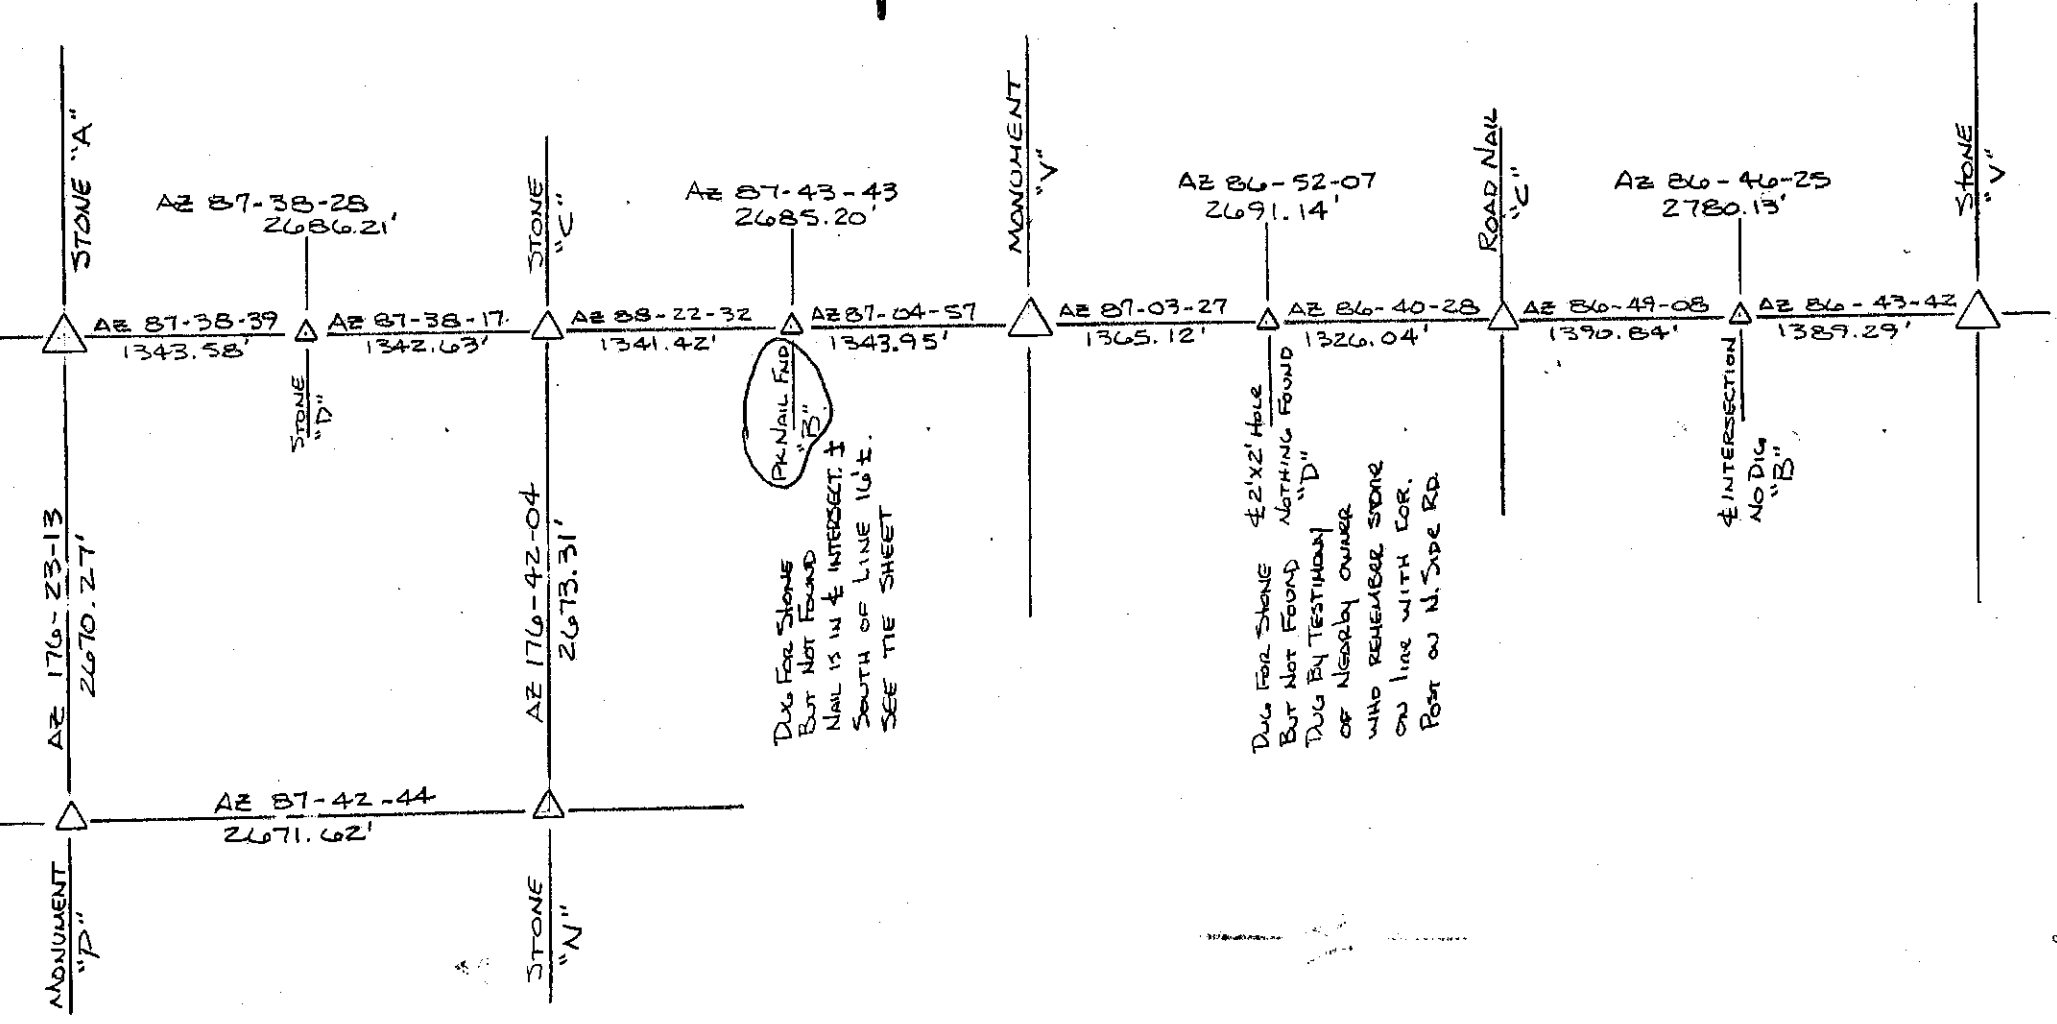 STONE "A"
AZ 87-38-28
2686.21'
STONE
"C"
AZ 87-43-43
2685.20'
MONUMENT
"V"
AZ 86-52-07
2691.14'
ROAD NAIL
"C"
AZ 86-46-25
2780.13'
STONE
"V"
AZ 87-38-39
1343.58'
AZ 87-38-17
1342.63'
AZ 88-22-32
1341.42'
AZ 87-04-57
1343.95'
AZ 87-03-27
1365.12'
AZ 86-40-28
1326.04'
AZ 86-49-08
1390.84'
AZ 86-43-42
1389.29'
STONE
"D"
PK NAIL FND
"B"
DUG FOR STONE
BUT NOT FOUND
NAIL IS IN ℄ INTERSECT. ±
SOUTH OF LINE 16'±.
SEE TIE SHEET
℄ 2'X2' HOLE
NOTHING FOUND
"D"
DUG FOR STONE
BUT NOT FOUND
DUG BY TESTIMONY
OF NEARBY OWNER
WHO REMEMBER STONE
ON LINE WITH COR.
POST ON N. SIDE RD.
℄ INTERSECTION
NO DIG
"B"
AZ 176-23-13
2670.27'
AZ 176-42-04
2673.31'
AZ 87-42-44
2671.62'
MONUMENT
"P"
STONE
"N"